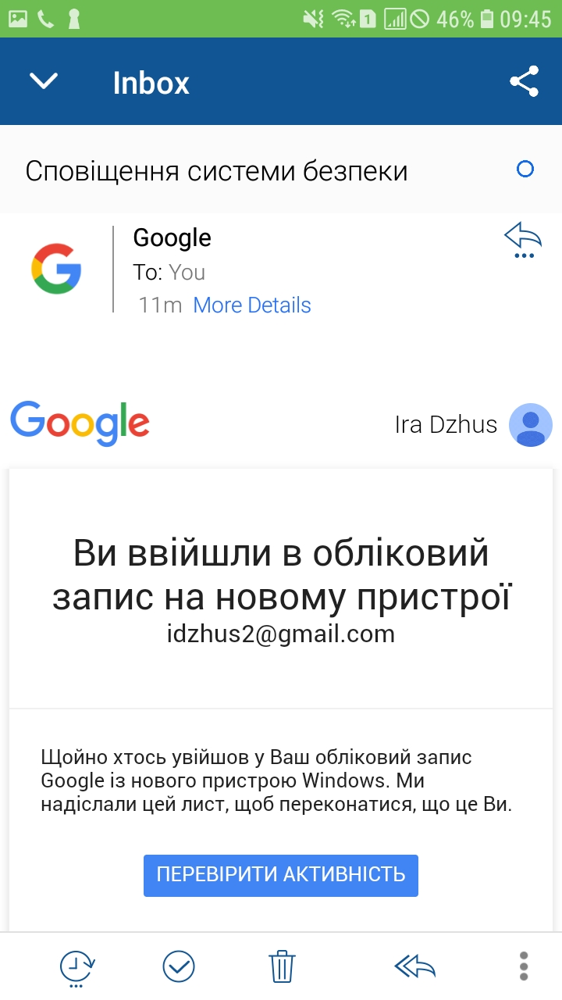 46% 09:45
Inbox
Сповіщення системи безпеки
Google
To: You
11m More Details
Google
Ira Dzhus
Ви ввійшли в обліковий
запис на новому пристрої
idzhus2@gmail.com
Щойно хтось увійшов у Ваш обліковий запис
Google із нового пристрою Windows. Ми
надіслали цей лист, щоб переконатися, що це Ви.
ПЕРЕВІРИТИ АКТИВНІСТЬ